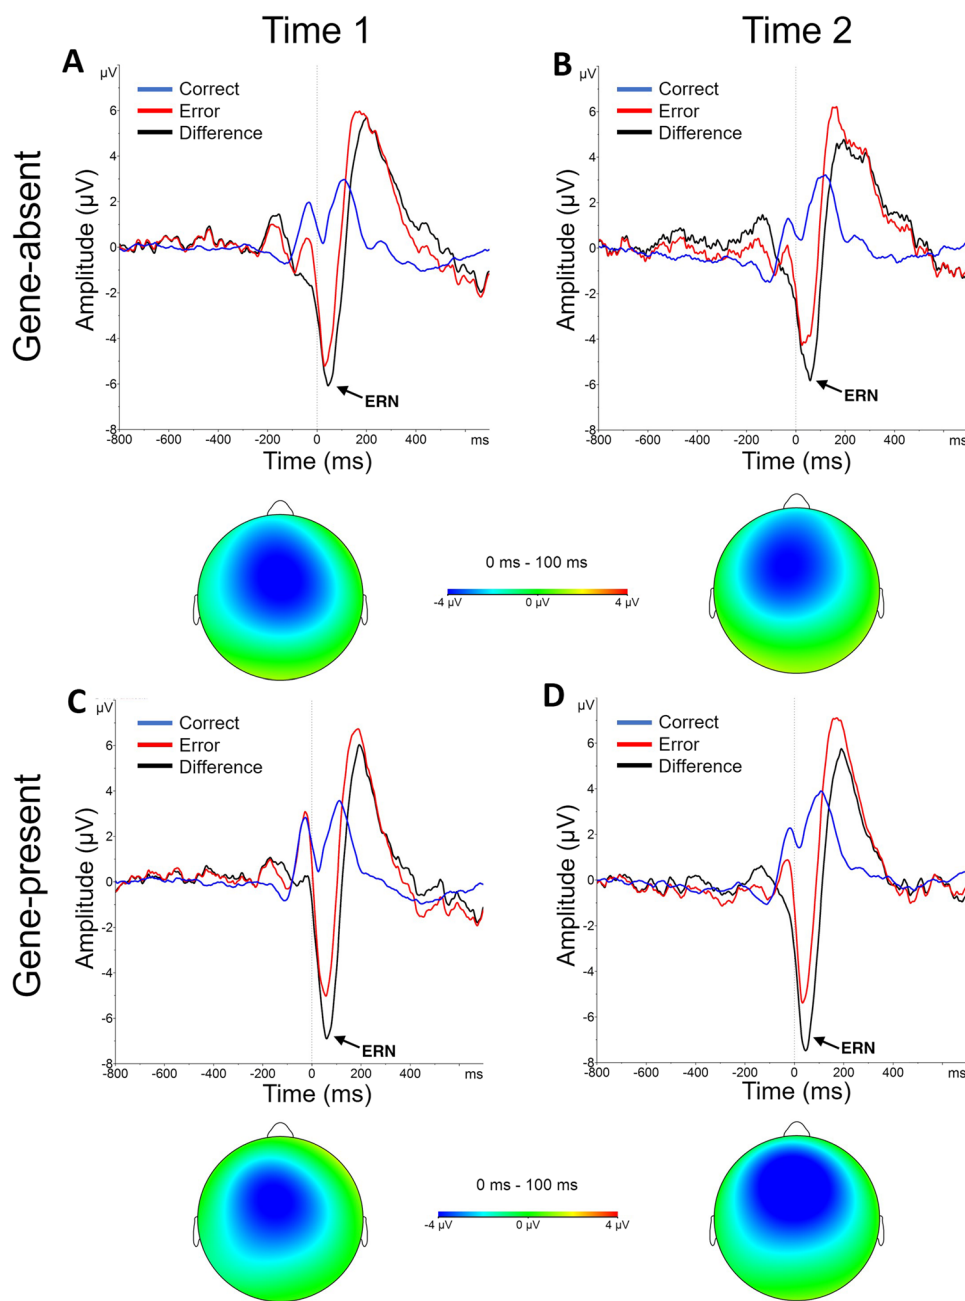 Time 1
Time 2
Gene-absent
A
µV
Correct
Error
Difference
6
4
2
0
-2
-4
-6
-8
Amplitude (µV)
ERN
-800
-600
-400
-200
0
200
400
ms
Time (ms)
B
µV
Correct
Error
Difference
6
4
2
0
-2
-4
-6
-8
Amplitude (µV)
ERN
-800
-600
-400
-200
0
200
400
ms
Time (ms)
0 ms - 100 ms
-4 µV
0 µV
4 µV
Gene-present
C
µV
Correct
Error
Difference
6
4
2
0
-2
-4
-6
-8
Amplitude (µV)
ERN
-800
-600
-400
-200
0
200
400
ms
Time (ms)
D
µV
Correct
Error
Difference
6
4
2
0
-2
-4
-6
-8
Amplitude (µV)
ERN
-800
-600
-400
-200
0
200
400
ms
Time (ms)
0 ms - 100 ms
-4 µV
0 µV
4 µV